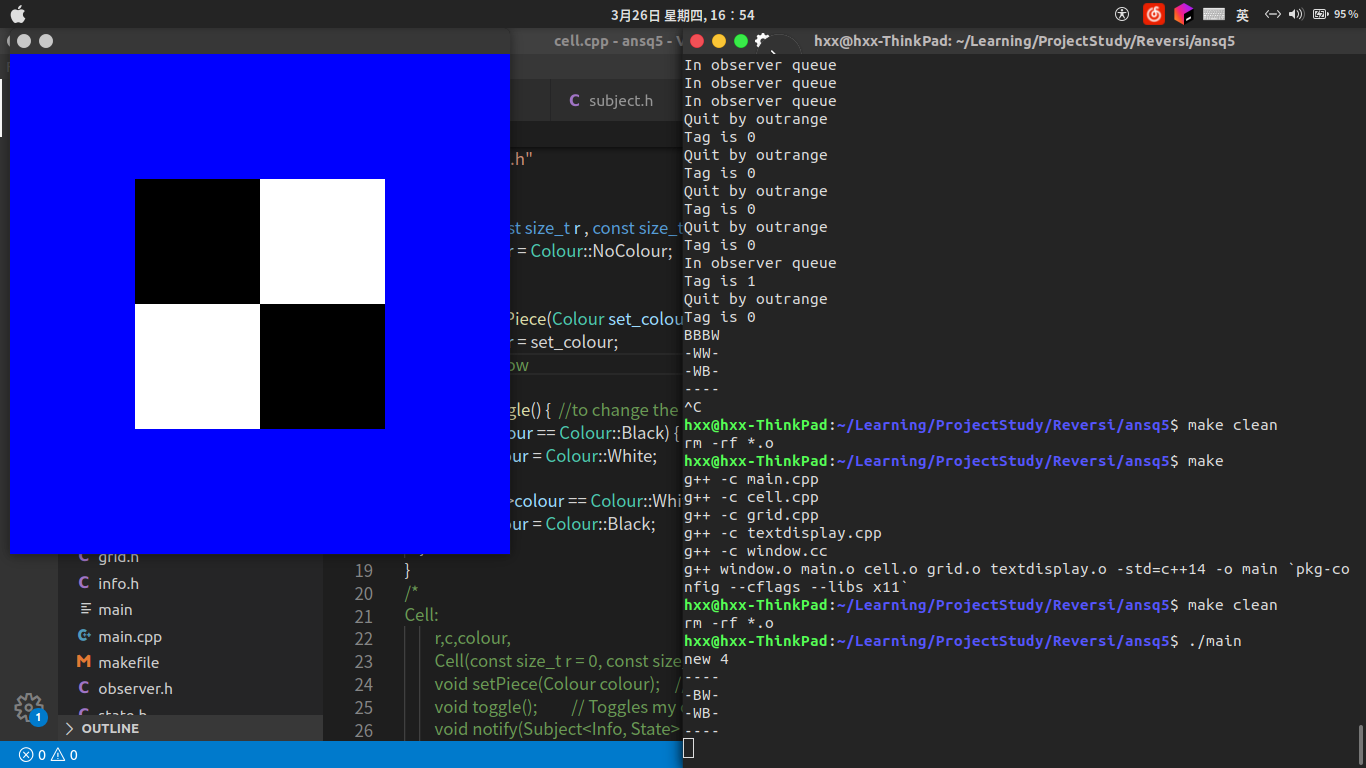 3月26日 星期四, 16：54
英
95%
cell.cpp - ansq5 - V
subject.h
.h"
st size_t r , const size_t
r = Colour::NoColour;
Piece(Colour set_colou
r = set_colour;
ow
gle() {  //to change the
our == Colour::Black) {
our = Colour::White;
>colour == Colour::Whi
our = Colour::Black;
19 }
20 /*
21 Cell:
22 r,c,colour,
23 Cell(const size_t r = 0, const size_
24 void setPiece(Colour colour);   /
25 void toggle();        // Toggles my
26 void notify(Subject<Info, State>
grid.h
info.h
main
main.cpp
makefile
observer.h
state.h
OUTLINE
1
0 0
hxx@hxx-ThinkPad: ~/Learning/ProjectStudy/Reversi/ansq5
In observer queue
In observer queue
In observer queue
Quit by outrange
Tag is 0
Quit by outrange
Tag is 0
Quit by outrange
Tag is 0
Quit by outrange
Tag is 0
In observer queue
Tag is 1
Quit by outrange
Tag is 0
BBBW
-WW-
-WB-
----
^C
hxx@hxx-ThinkPad:~/Learning/ProjectStudy/Reversi/ansq5$ make clean
rm -rf *.o
hxx@hxx-ThinkPad:~/Learning/ProjectStudy/Reversi/ansq5$ make
g++ -c main.cpp
g++ -c cell.cpp
g++ -c grid.cpp
g++ -c textdisplay.cpp
g++ -c window.cc
g++ window.o main.o cell.o grid.o textdisplay.o -std=c++14 -o main `pkg-co
nfig --cflags --libs x11`
hxx@hxx-ThinkPad:~/Learning/ProjectStudy/Reversi/ansq5$ make clean
rm -rf *.o
hxx@hxx-ThinkPad:~/Learning/ProjectStudy/Reversi/ansq5$ ./main
new 4
----
-BW-
-WB-
----